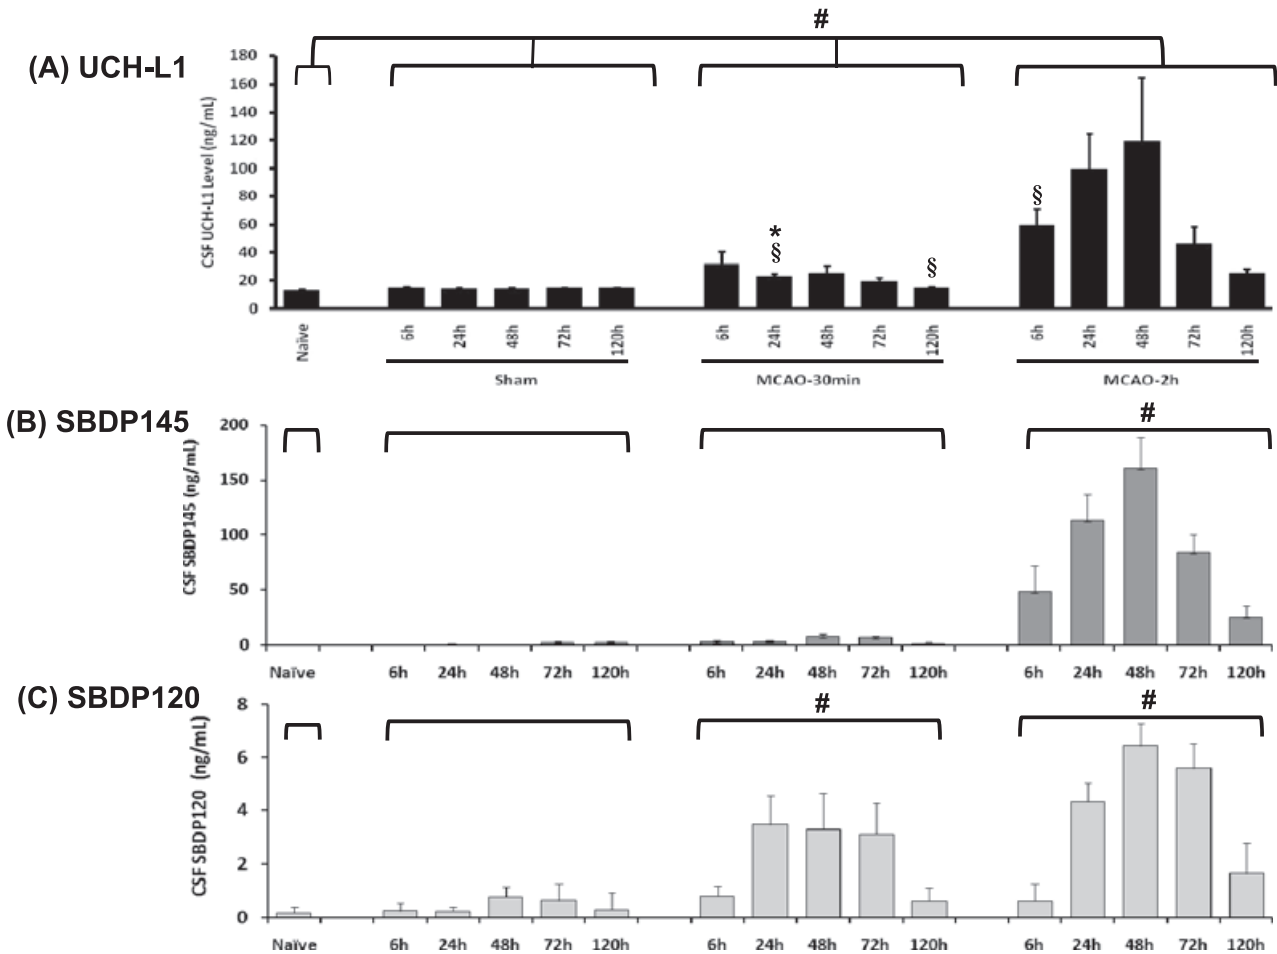 #
(A) UCH-L1
CSF UCH-L1 Level (ng/mL)
180
160
140
120
100
80
60
40
20
0
*
§
§
§
Naïve 6h 24h 48h 72h 120h 6h 24h 48h 72h 120h 6h 24h 48h 72h 120h
Sham MCAO-30min MCAO-2h
(B) SBDP145
#
CSF SBDP145 (ng/mL)
200
150
100
50
0
Naïve 6h 24h 48h 72h 120h 6h 24h 48h 72h 120h 6h 24h 48h 72h 120h
(C) SBDP120
# #
CSF SBDP120 (ng/mL)
8
6
4
2
0
Naïve 6h 24h 48h 72h 120h 6h 24h 48h 72h 120h 6h 24h 48h 72h 120h